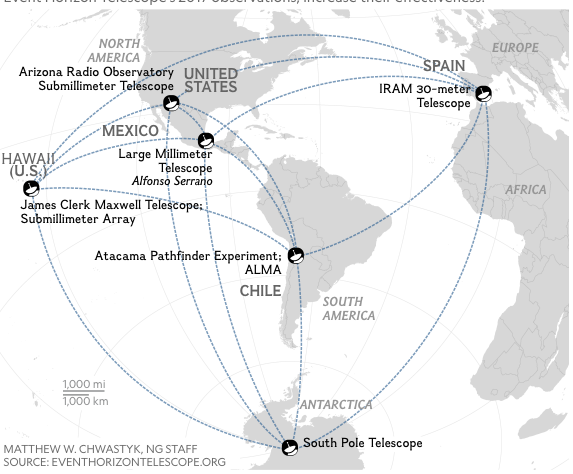 Event Horizon Telescope's 2017 observations, increase their effectiveness.
NORTH
AMERICA
EUROPE
SPAIN
Arizona Radio Observatory
Submillimeter Telescope
UNITED
STATES
IRAM 30-meter
Telescope
MEXICO
Large Millimeter
Telescope
Alfonso Serrano
HAWAII
(U.S.)
AFRICA
James Clerk Maxwell Telescope;
Submillimeter Array
Atacama Pathfinder Experiment;
ALMA
CHILE
SOUTH
AMERICA
1,000 mi
1,000 km
ANTARCTICA
South Pole Telescope
MATTHEW W. CHWASTYK, NG STAFF
SOURCE: EVENTHORIZONTELESCOPE.ORG